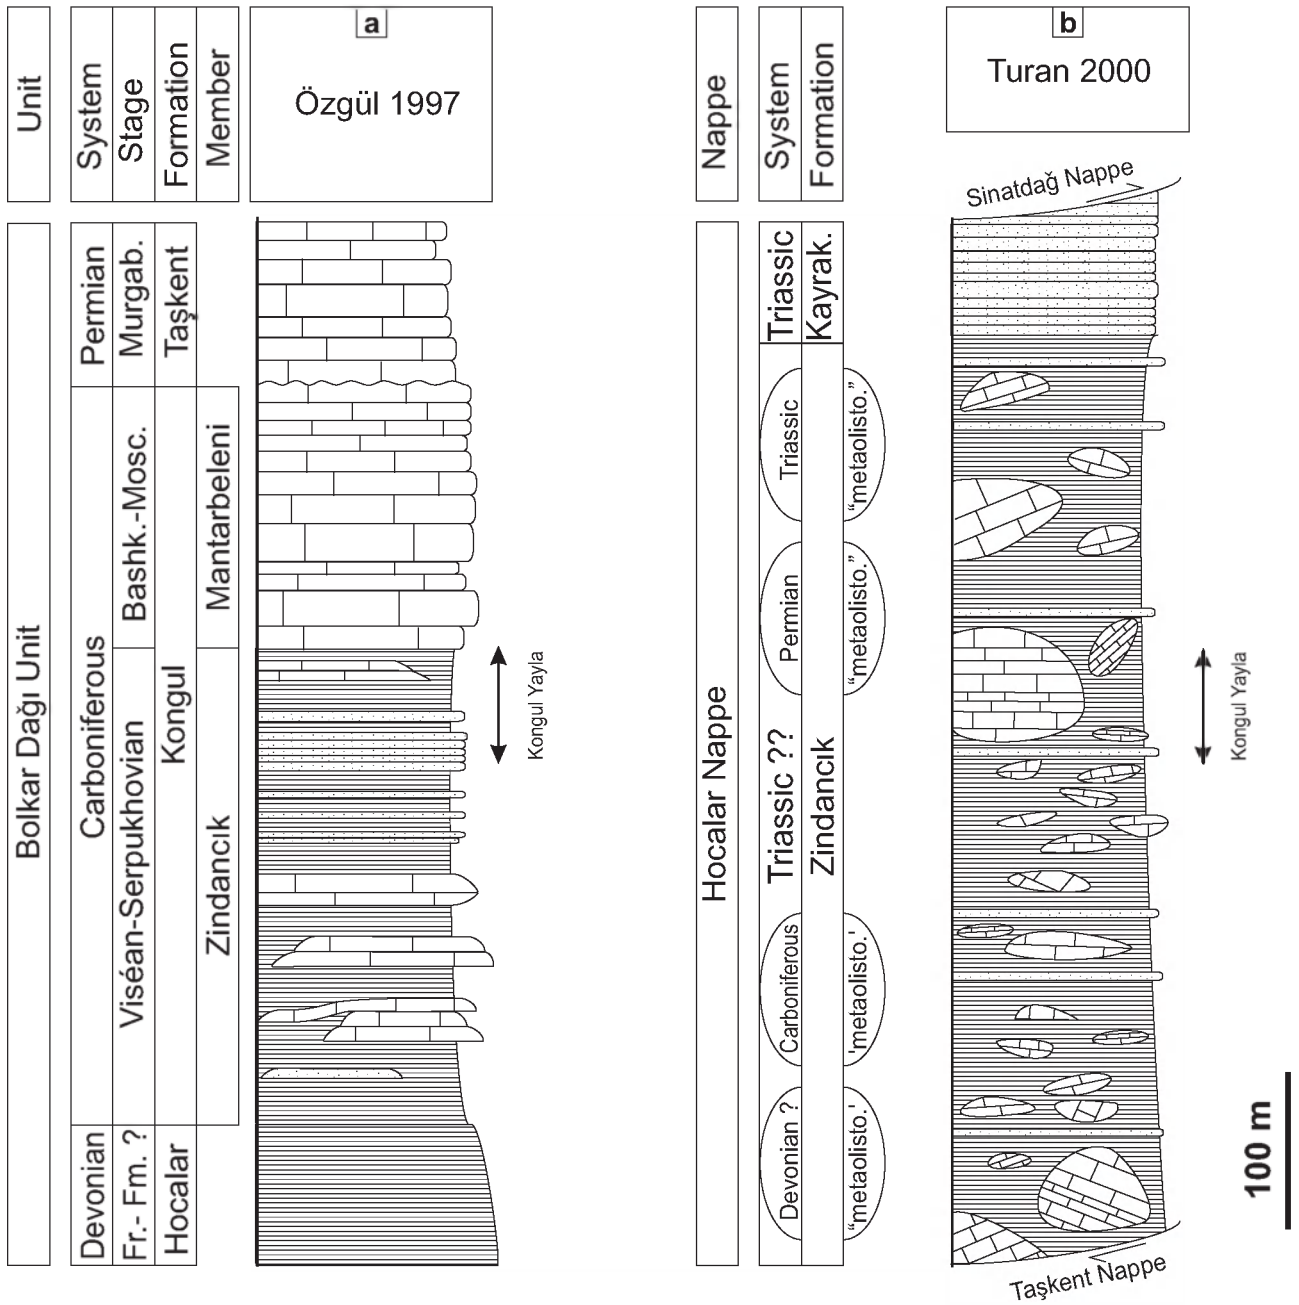 Unit
System
Stage
Formation
Member
a
Özgül 1997
Bolkar Dağı Unit
Permian
Carboniferous
Devonian
Murgab.
Bashk.-Mosc.
Viséan-Serpukhovian
Fr.- Fm. ?
Taşkent
Kongul
Hocalar
Mantarbeleni
Zindancık
Kongul Yayla
Nappe
System
Formation
b
Turan 2000
Sinatdağ Nappe
Hocalar Nappe
Triassic
Kayrak.
Triassic
"metaolisto."
Permian
"metaolisto."
Triassic ??
Zindancık
Carboniferous
'metaolisto.'
Devonian ?
"metaolisto.'
Kongul Yayla
Taşkent Nappe
100 m